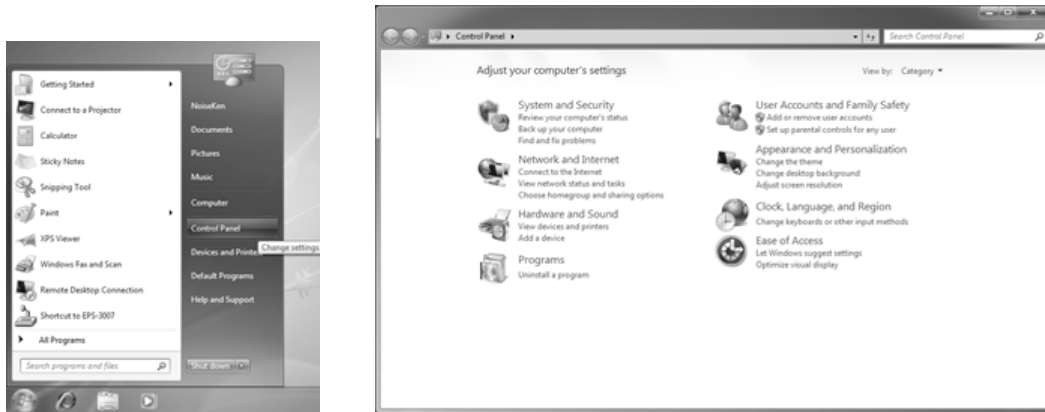 Getting Started
Connect to a Projector
Calculator
Sticky Notes
Snipping Tool
Paint
XPS Viewer
Windows Fax and Scan
Remote Desktop Connection
Shortcut to EPS-3007
All Programs
Search programs and files
NoiseKen
Documents
Pictures
Music
Computer
Control Panel
Change settings
Devices and Printe
Default Programs
Help and Support
Shut down
Control Panel
Search Control Panel
Adjust your computer's settings
View by: Category
System and Security
Review your computer's status
Back up your computer
Find and fix problems
Network and Internet
Connect to the Internet
View network status and tasks
Choose homegroup and sharing options
Hardware and Sound
View devices and printers
Add a device
Programs
Uninstall a program
User Accounts and Family Safety
Add or remove user accounts
Set up parental controls for any user
Appearance and Personalization
Change the theme
Change desktop background
Adjust screen resolution
Clock, Language, and Region
Change keyboards or other input methods
Ease of Access
Let Windows suggest settings
Optimize visual display